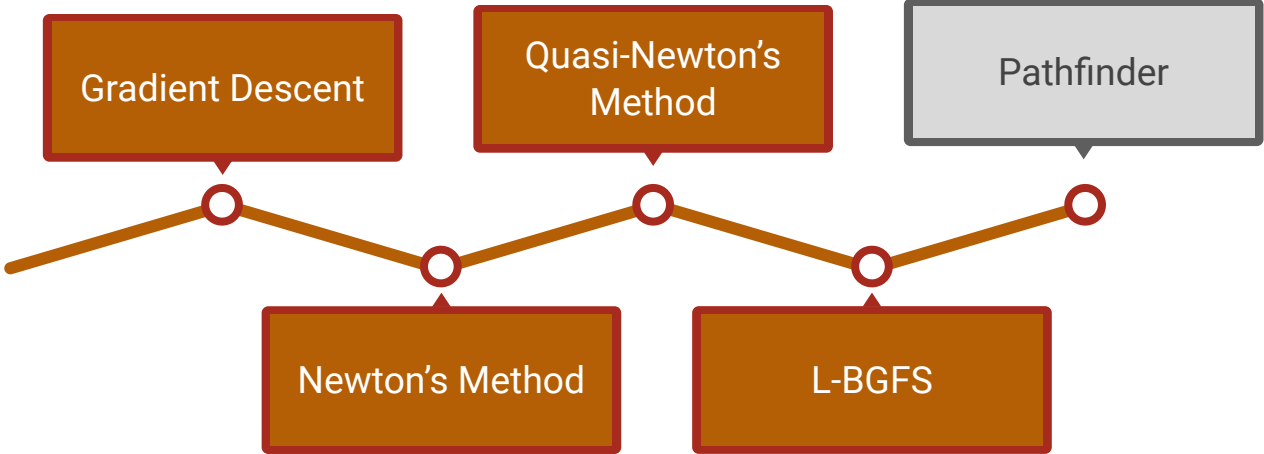 Gradient Descent
Quasi-Newton’s
Method
Pathfinder
Newton’s Method
L-BGFS